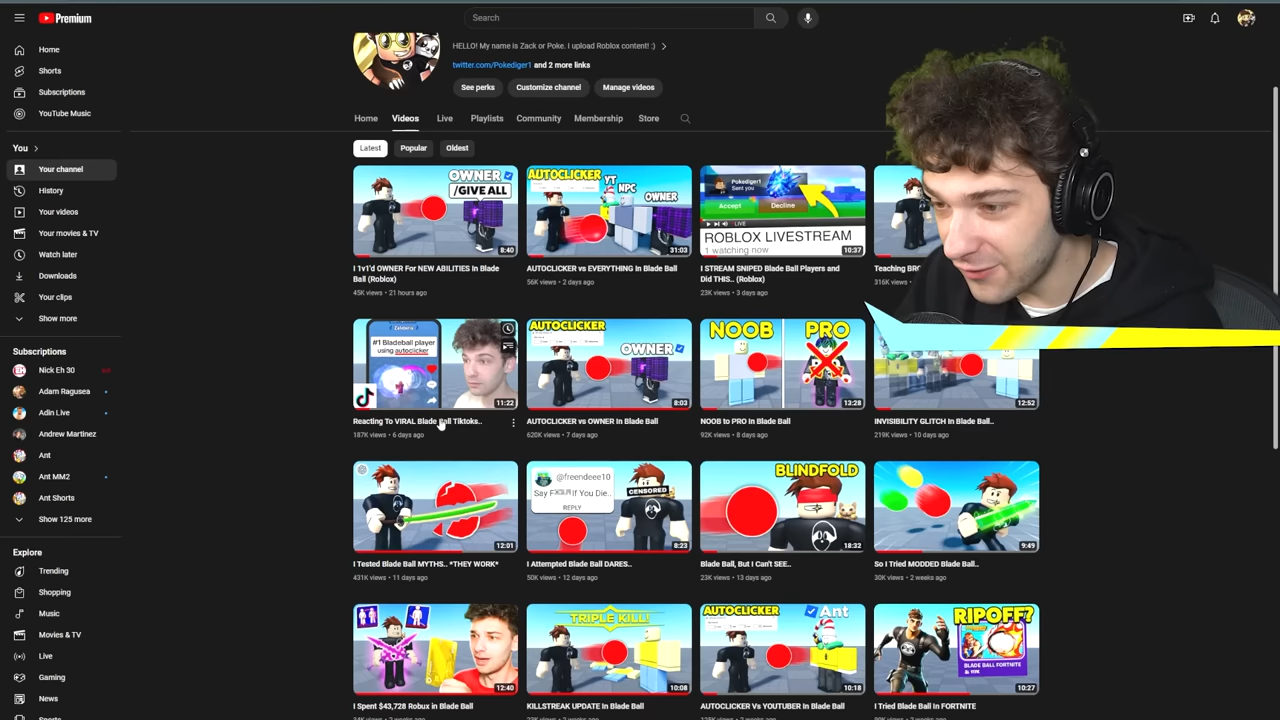 Premium
Search
Home
Shorts
Subscriptions
YouTube Music
You
Your channel
History
Your videos
Your movies & TV
Watch later
Downloads
Your clips
Show more
Subscriptions
Nick Eh 30
Adam Ragusea
Adin Live
Andrew Martinez
Ant
Ant MM2
Ant Shorts
Show 125 more
Explore
Trending
Shopping
Music
Movies & TV
Live
Gaming
News
Sports
HELLO! My name is Zack or Poke. I upload Roblox content! :)
twitter.com/Pokediger1 and 2 more links
See perks
Customize channel
Manage videos
Home
Videos
Live
Playlists
Community
Membership
Store
Latest
Popular
Oldest
OWNER
/GIVE ALL
8:40
I 1v1'd OWNER For NEW ABILITIES In Blade
Ball (Roblox)
45K views • 21 hours ago
AUTOCLICKER
YT
NPC
OWNER
31:03
AUTOCLICKER vs EVERYTHING In Blade Ball
56K views • 2 days ago
Pokediger1
Sent you
Accept
Decline
LIVE
ROBLOX LIVESTREAM
1 watching now
10:37
I STREAM SNIPED Blade Ball Players and
Did THIS.. (Roblox)
23K views • 3 days ago
Teaching BRO
316K
#1 Bladeball player
using autoclicker
TikTok
11:22
Reacting To VIRAL Blade Ball Tiktoks..
187K views • 6 days ago
AUTOCLICKER
OWNER
8:03
AUTOCLICKER vs OWNER In Blade Ball
620K views • 7 days ago
NOOB
PRO
13:28
NOOB to PRO In Blade Ball
92K views • 8 days ago
12:52
INVISIBILITY GLITCH In Blade Ball..
219K views • 10 days ago
12:01
I Tested Blade Ball MYTHS.. *THEY WORK*
431K views • 11 days ago
@freendeee10
If You Die..
REPLY
CENSORED
8:23
I Attempted Blade Ball DARES..
50K views • 12 days ago
BLINDFOLD
18:32
Blade Ball, But I Can't SEE..
23K views • 13 days ago
9:49
So I Tried MODDED Blade Ball..
30K views • 2 weeks ago
12:40
I Spent $43,728 Robux in Blade Ball
TRIPLE KILL!
10:08
KILLSTREAK UPDATE In Blade Ball
AUTOCLICKER
Ant
10:18
AUTOCLICKER Vs YOUTUBER In Blade Ball
RIPOFF?
BLADE BALL FORTNITE
10:27
I Tried Blade Ball In FORTNITE